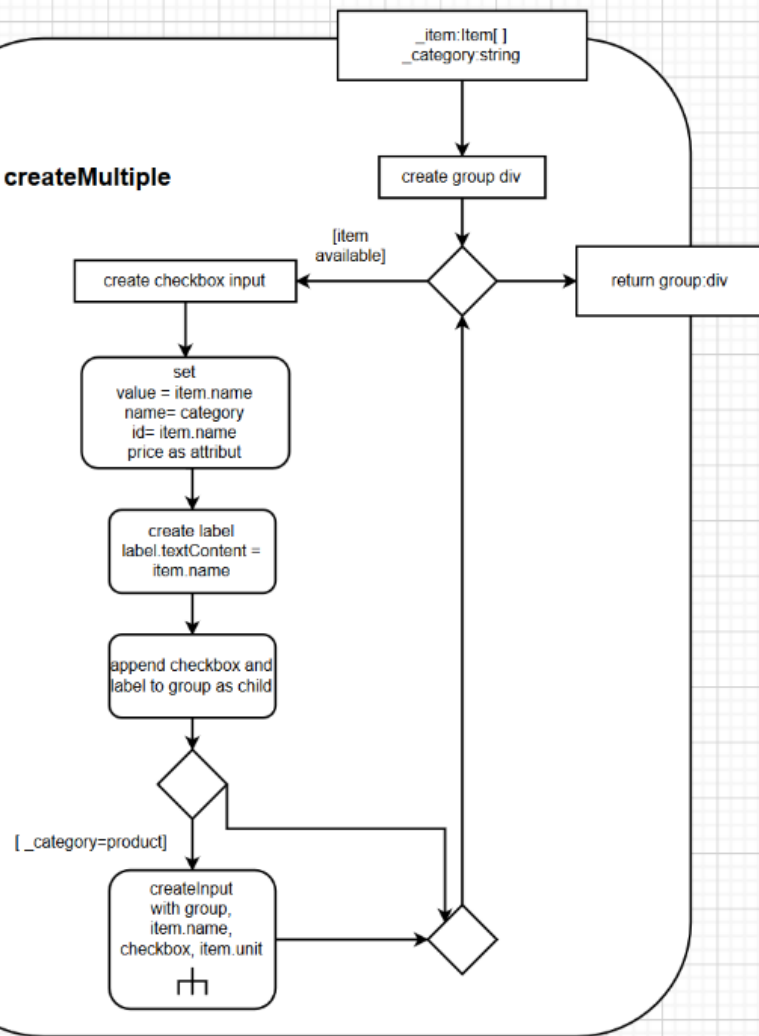 _item:Item[ ]
_category:string
createMultiple
create group div
[item
available]
create checkbox input
return group:div
set
value = item.name
name= category
id= item.name
price as attribut
create label
label.textContent =
item.name
append checkbox and
label to group as child
[ _category=product]
createInput
with group,
item.name,
checkbox, item.unit